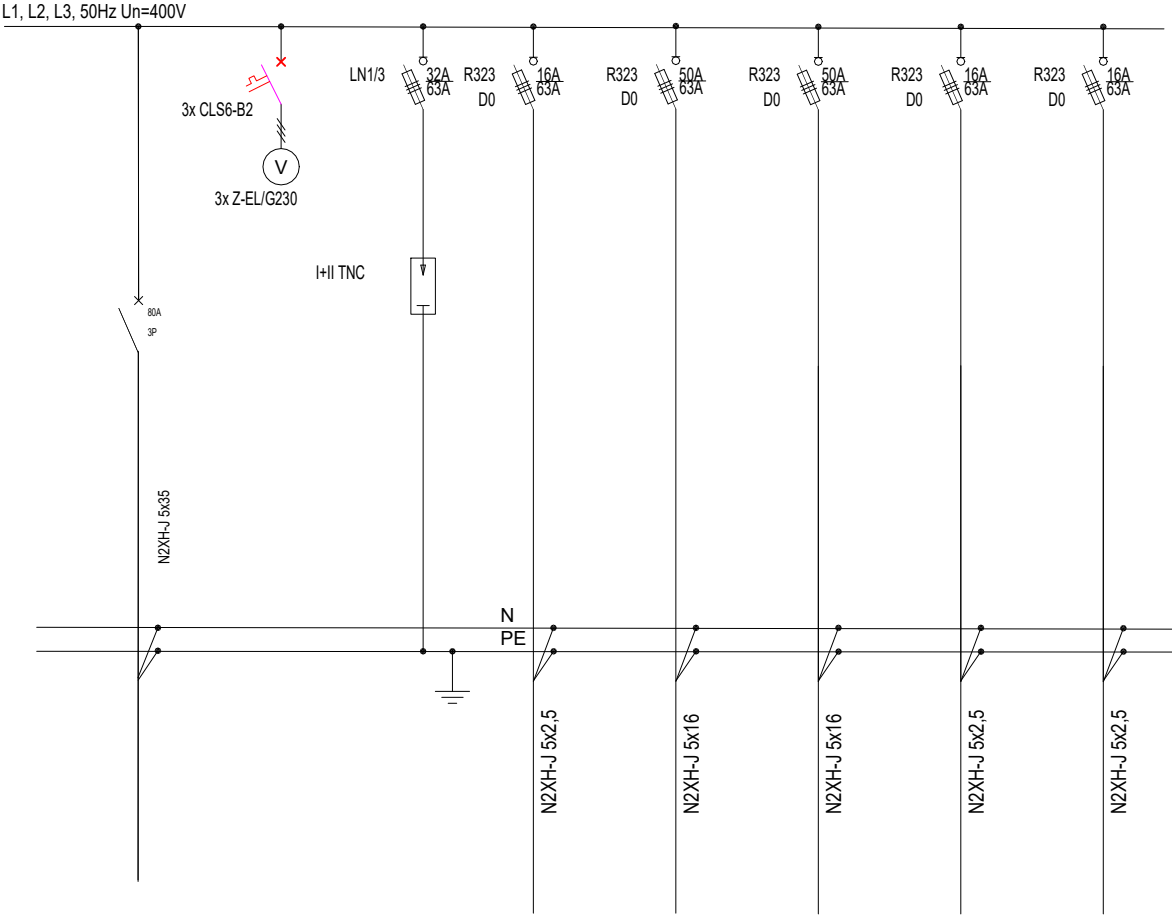 L1, L2, L3, 50Hz Un=400V
3x CLS6-B2
V
3x Z-EL/G230
LN1/3
32A
63A
R323
D0
16A
63A
R323
D0
50A
63A
R323
D0
50A
63A
R323
D0
16A
63A
R323
D0
16A
63A
I+II TNC
80A
3P
N2XH-J 5x35
N
PE
N2XH-J 5x2,5
N2XH-J 5x16
N2XH-J 5x16
N2XH-J 5x2,5
N2XH-J 5x2,5